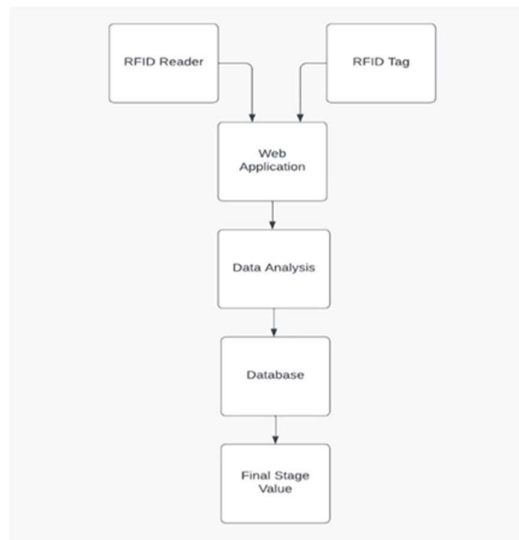 RFID Reader
RFID Tag
Web
Application
Data Analysis
Database
Final Stage
Value